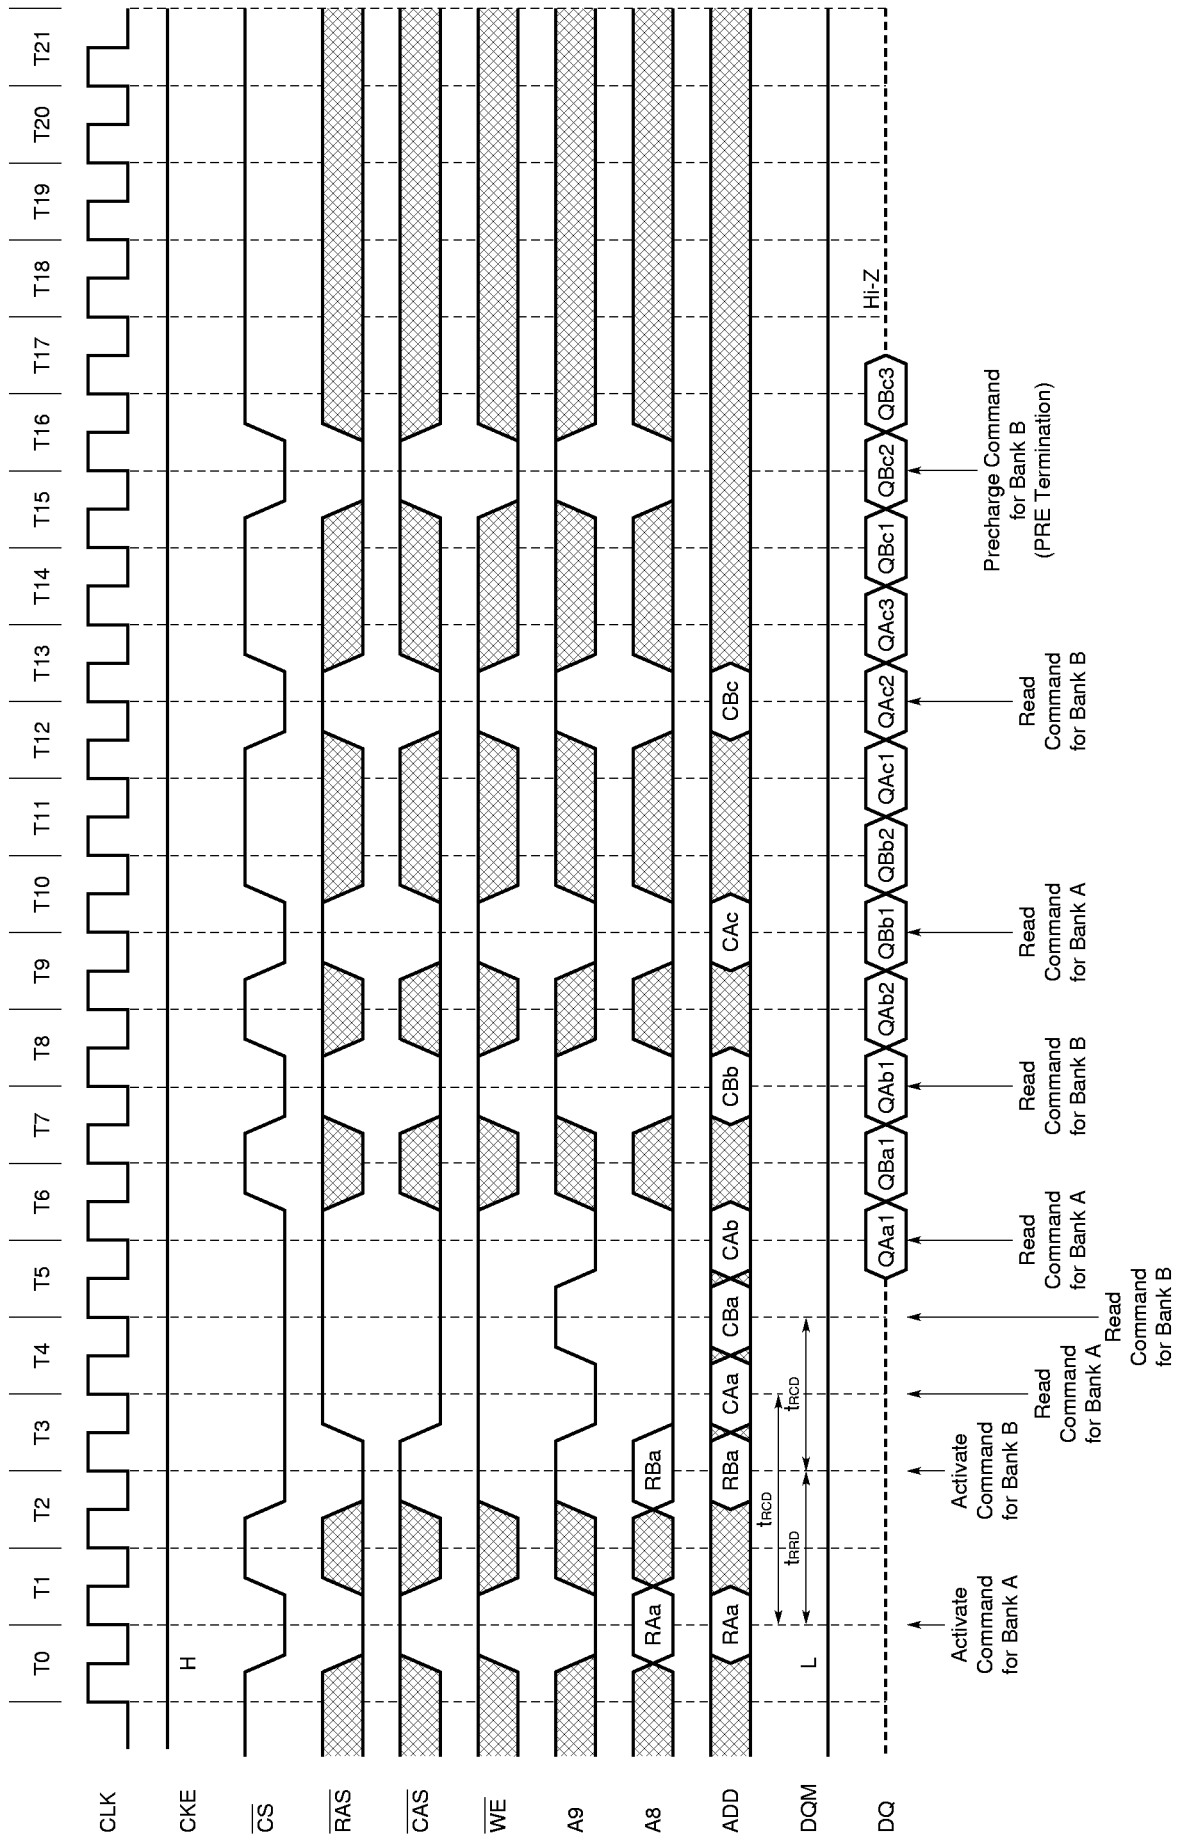 T0 T1 T2 T3 T4 T5 T6 T7 T8 T9 T10 T11 T12 T13 T14 T15 T16 T17 T18 T19 T20 T21
CLK
CKE H
CS
RAS
CAS
WE
A9
A8 RAa RBa
ADD RAa RBa CAa CBa CAb CBb CAc CBc
tRCD
tRRD tRCD
DQM L
DQ QAa1 QBa1 QAb1 QAb2 QBb1 QBb2 QAc1 QAc2 QAc3 QBc1 QBc2 QBc3 Hi-Z
Activate
Command
for Bank A
Activate
Command
for Bank B
Read
Command
for Bank A
Read
Command
for Bank B
Read
Command
for Bank A
Read
Command
for Bank B
Read
Command
for Bank A
Read
Command
for Bank B
Precharge Command
for Bank B
(PRE Termination)